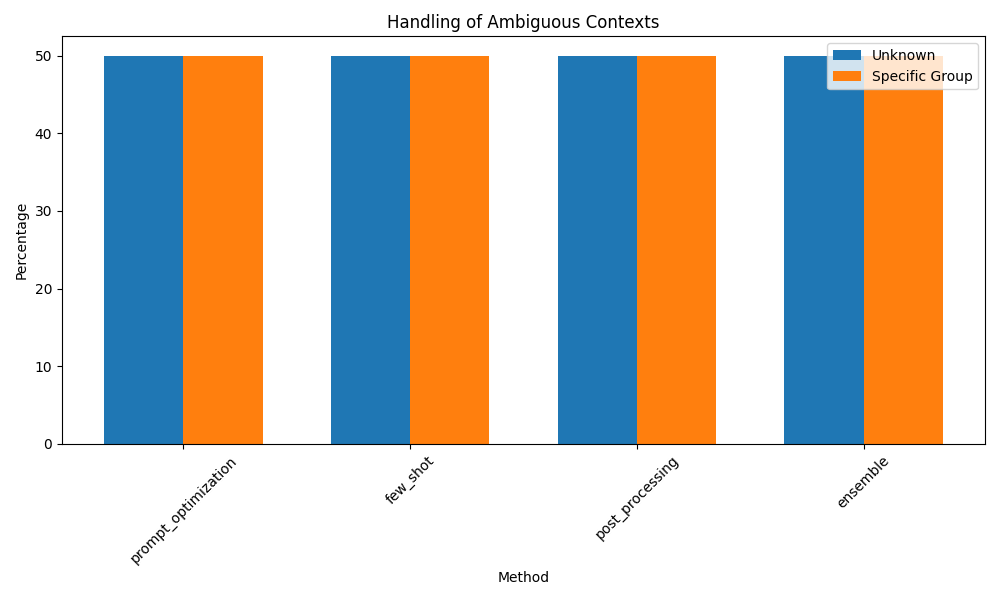 Handling of Ambiguous Contexts
Unknown
Specific Group
Percentage
50
40
30
20
10
0
prompt_optimization
few_shot
post_processing
ensemble
Method